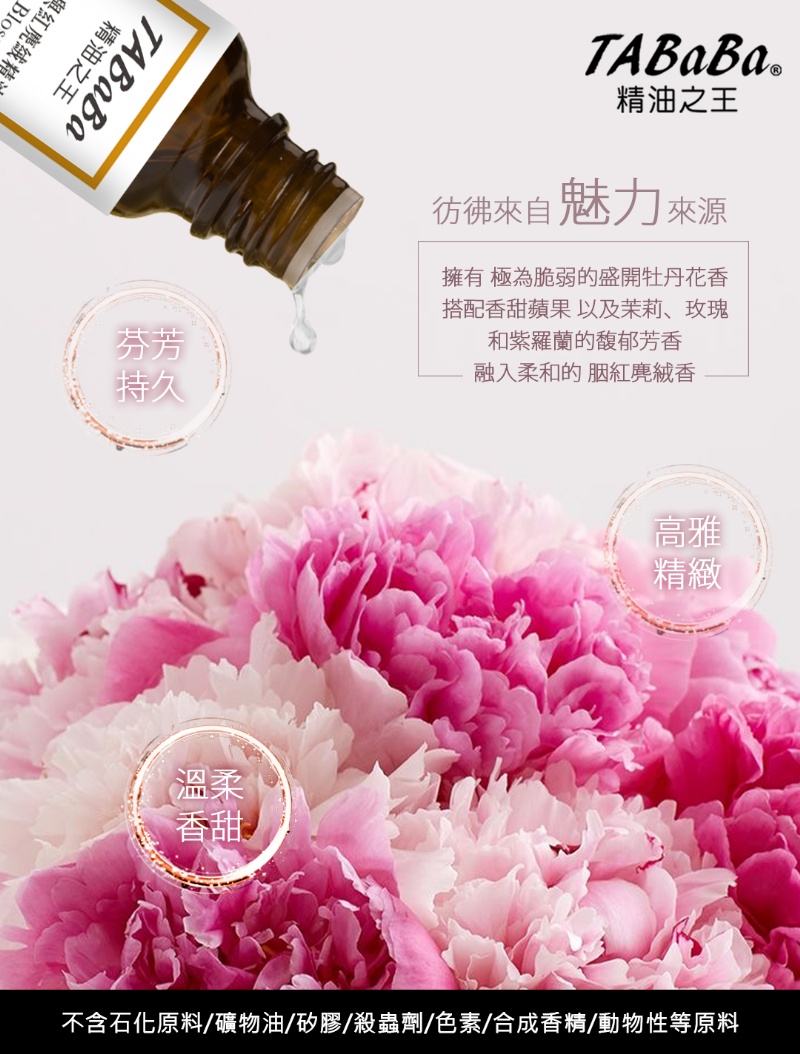 TABaBa®
精油之王
TABaBa
精油之王
彷彿來自魅力來源
擁有 極為脆弱的盛開牡丹花香
搭配香甜蘋果 以及茉莉、玫瑰
和紫羅蘭的馥郁芳香
融入柔和的 胭紅麂絨香
芬芳
持久
高雅
精緻
溫柔
香甜
不含石化原料/礦物油/矽膠/殺蟲劑/色素/合成香精/動物性等原料